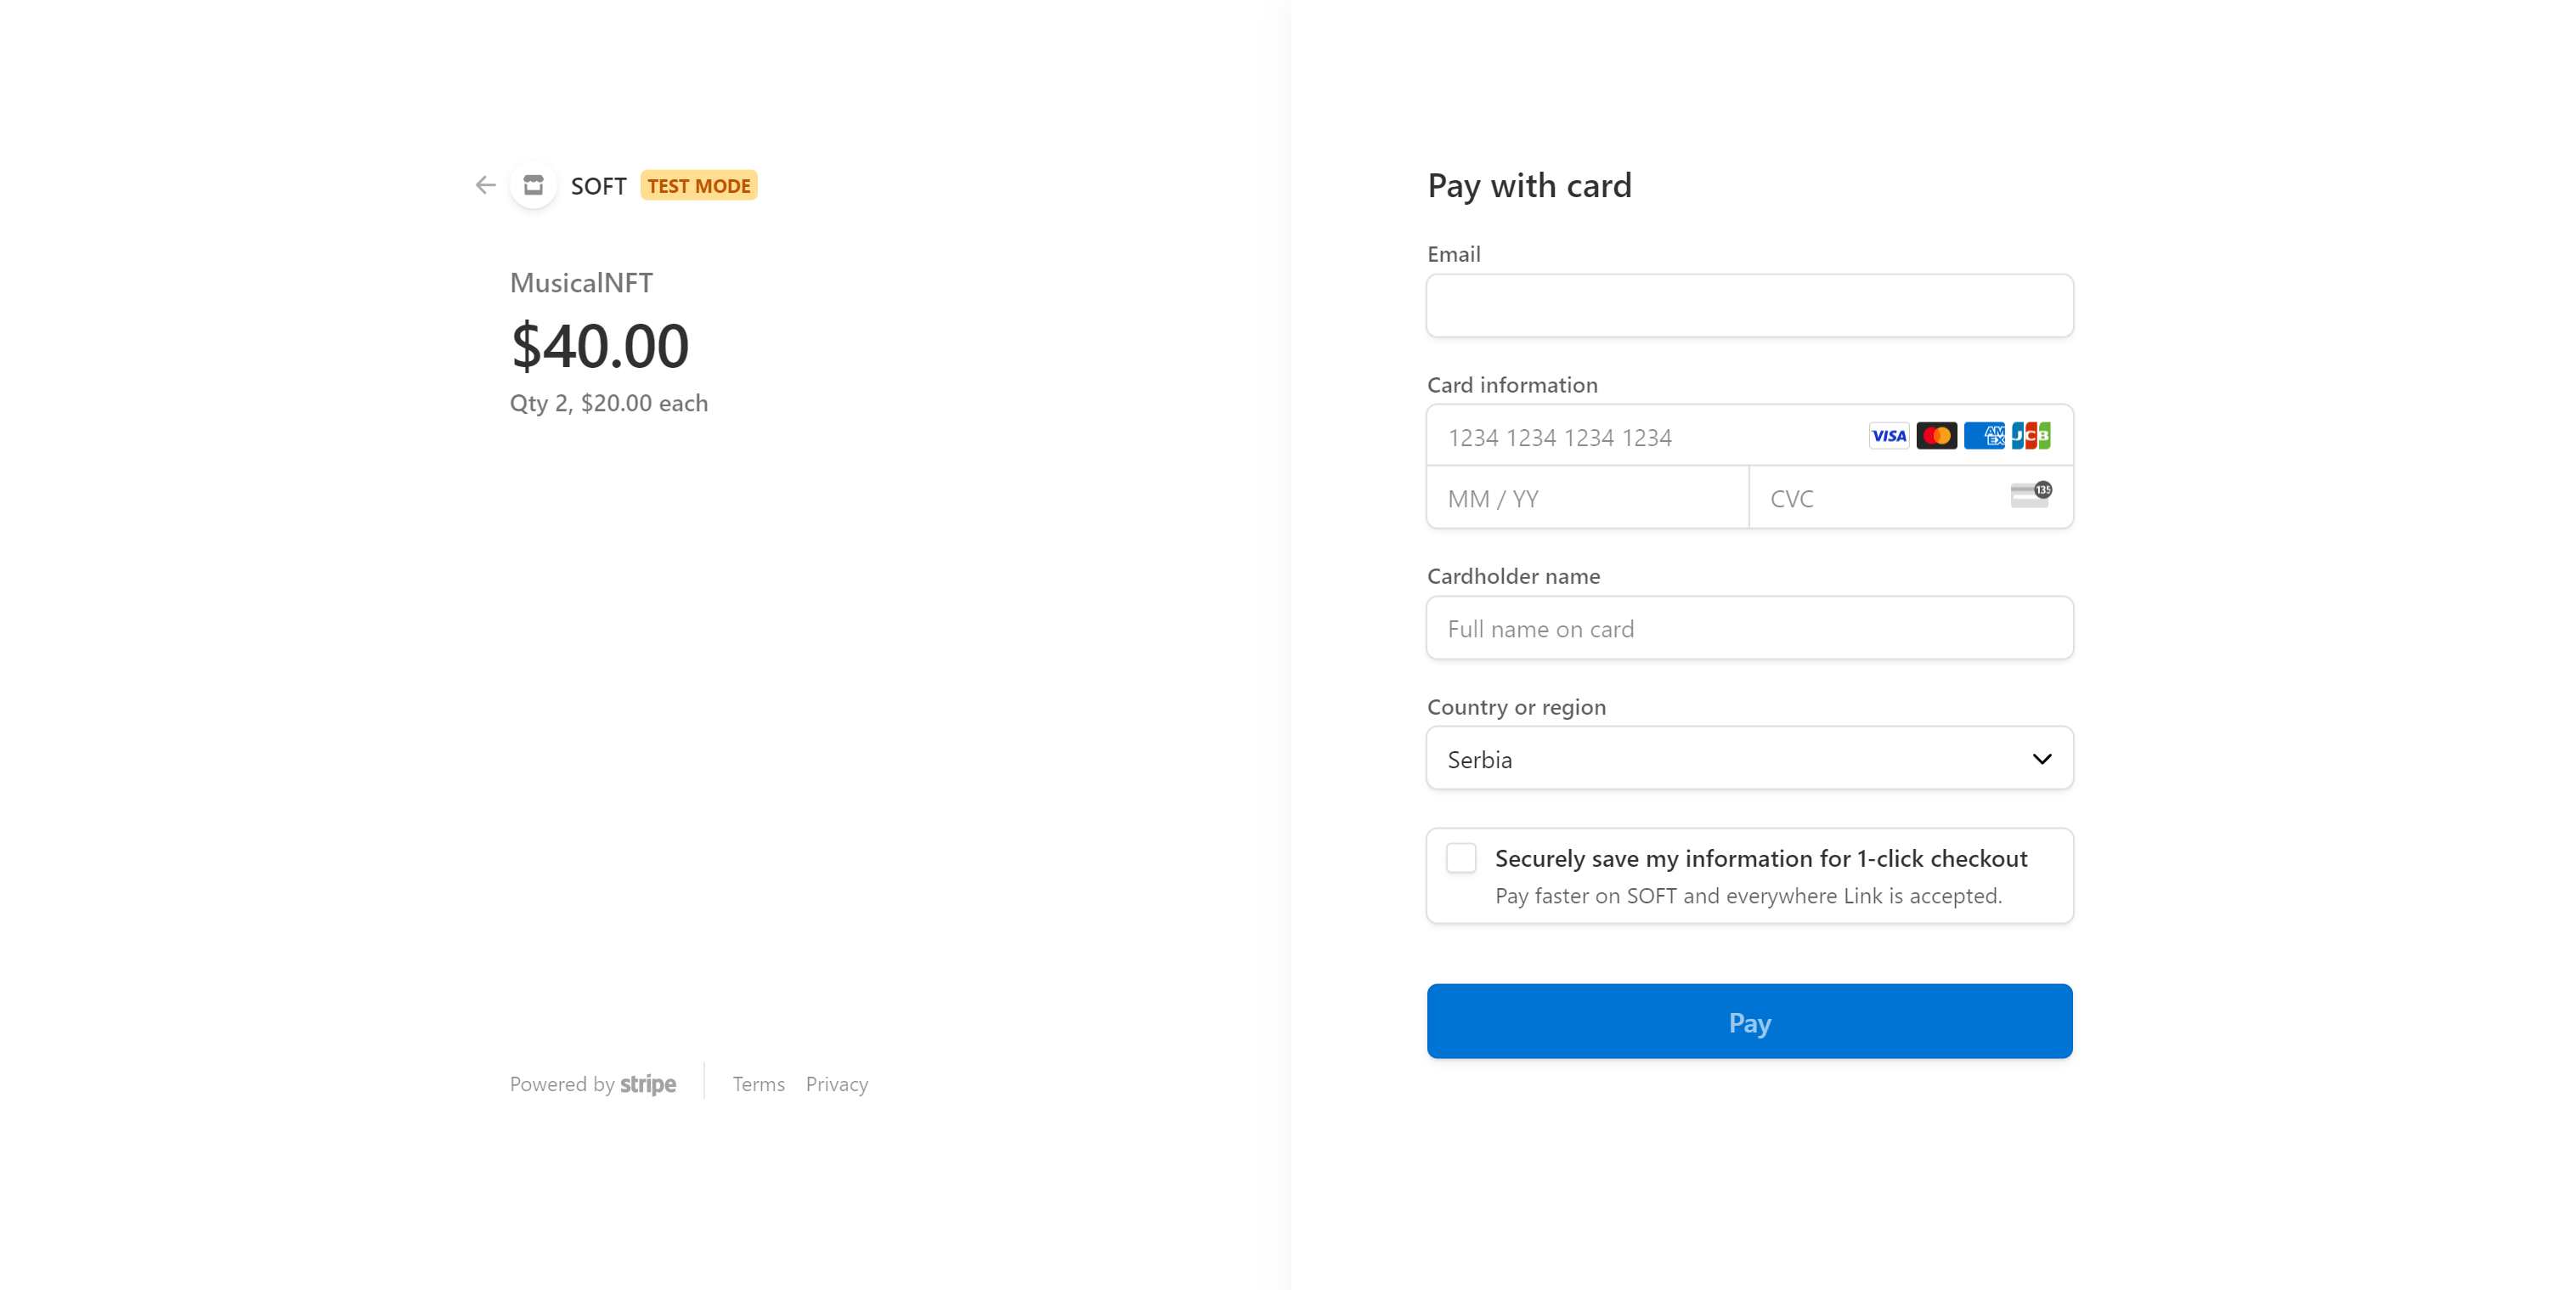 SOFT TEST MODE
MusicalNFT
$40.00
Qty 2, $20.00 each
Powered by stripe
Terms Privacy
Pay with card
Email
Card information
1234 1234 1234 1234 VISA AMEX JCB
MM / YY CVC 135
Cardholder name
Full name on card
Country or region
Serbia
Securely save my information for 1-click checkout
Pay faster on SOFT and everywhere Link is accepted.
Pay